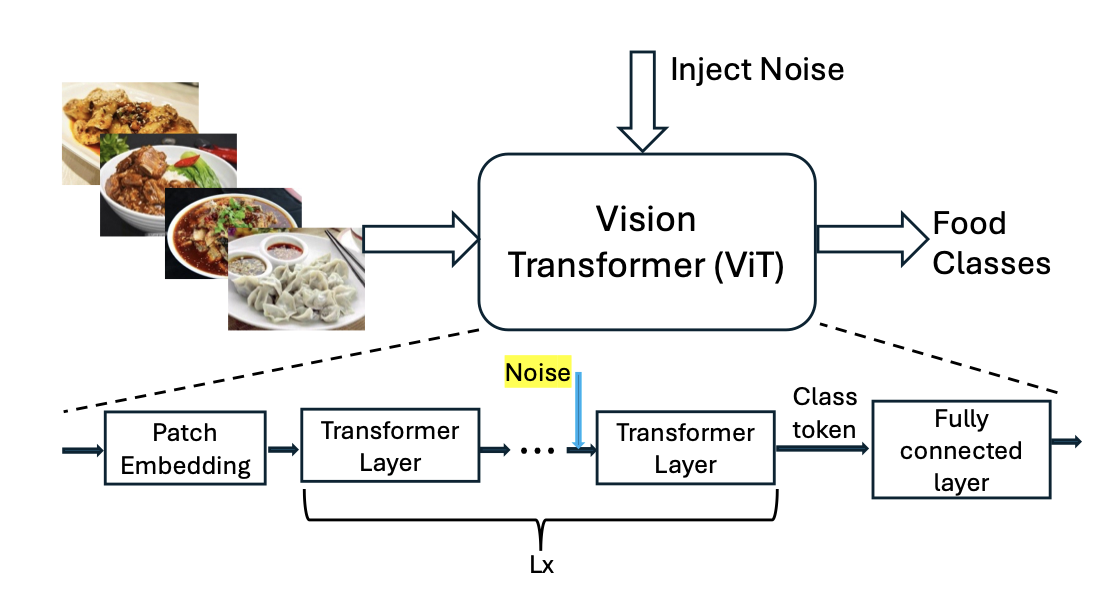 Inject Noise
Vision
Transformer (ViT)
Food
Classes
Noise
Patch
Embedding
Transformer
Layer
...
Transformer
Layer
Class
token
Fully
connected
layer
Lx